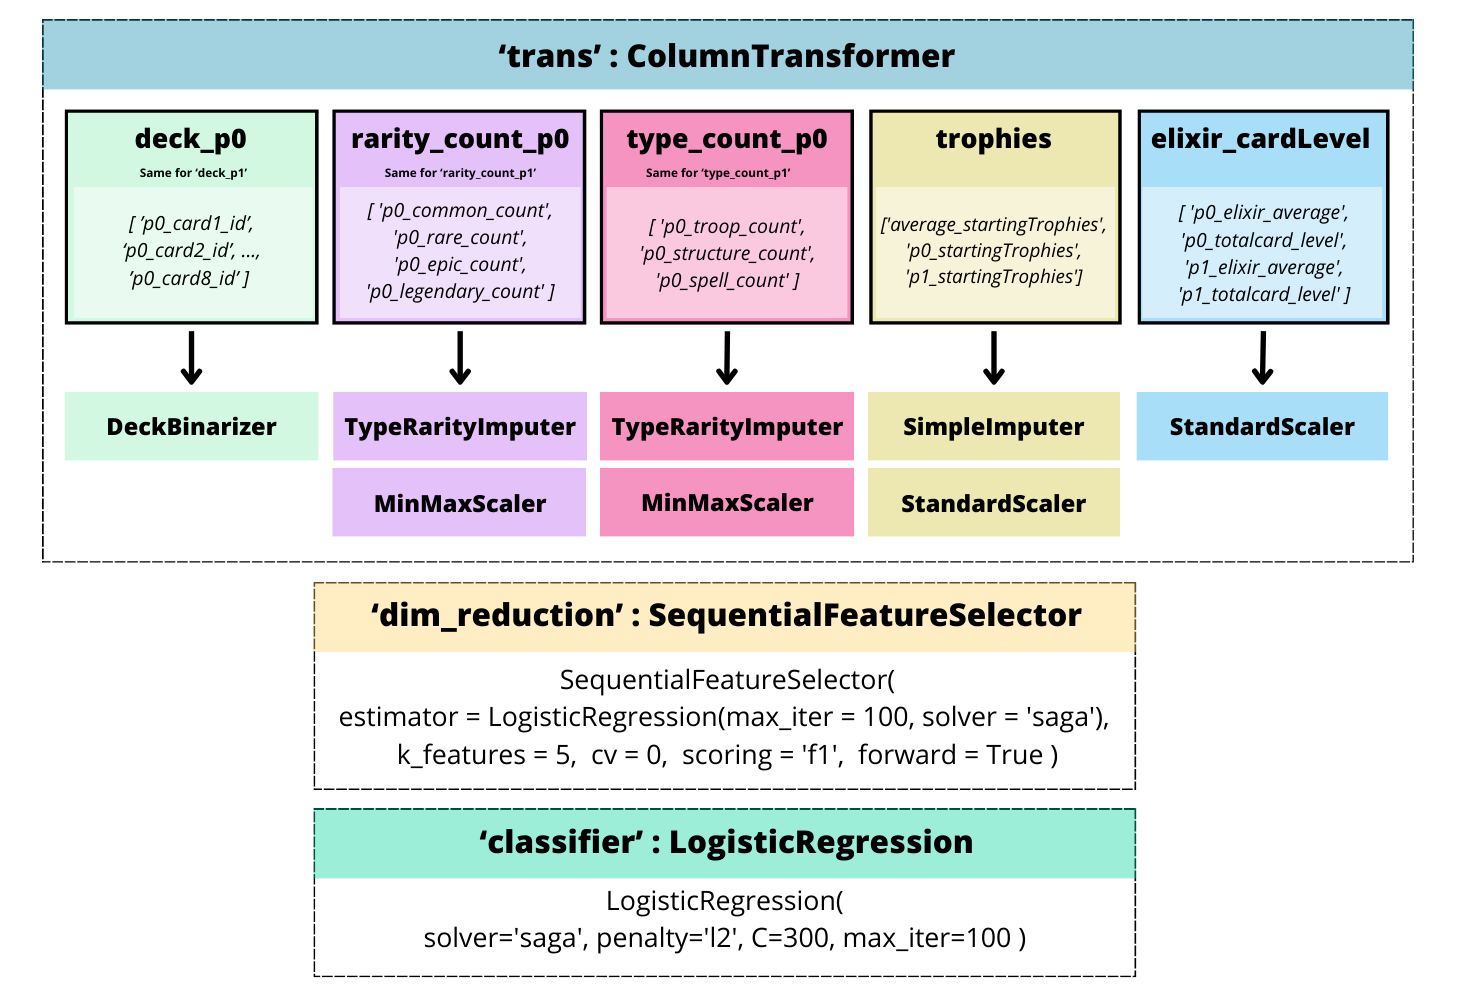 ‘trans’ : ColumnTransformer
deck_p0
Same for ‘deck_p1’
[ ’p0_card1_id’,
‘p0_card2_id’, ...,
’p0_card8_id’ ]
DeckBinarizer
rarity_count_p0
Same for ‘rarity_count_p1’
[ 'p0_common_count',
'p0_rare_count',
'p0_epic_count',
'p0_legendary_count' ]
TypeRarityImputer
MinMaxScaler
type_count_p0
Same for ‘type_count_p1’
[ 'p0_troop_count',
'p0_structure_count',
'p0_spell_count' ]
TypeRarityImputer
MinMaxScaler
trophies
['average_startingTrophies',
'p0_startingTrophies',
'p1_startingTrophies']
SimpleImputer
StandardScaler
elixir_cardLevel
[ 'p0_elixir_average',
'p0_totalcard_level',
'p1_elixir_average',
'p1_totalcard_level' ]
StandardScaler
‘dim_reduction’ : SequentialFeatureSelector
SequentialFeatureSelector(
estimator = LogisticRegression(max_iter = 100, solver = 'saga'),
k_features = 5,  cv = 0,  scoring = 'f1',  forward = True )
‘classifier’ : LogisticRegression
LogisticRegression(
solver='saga', penalty='l2', C=300, max_iter=100 )